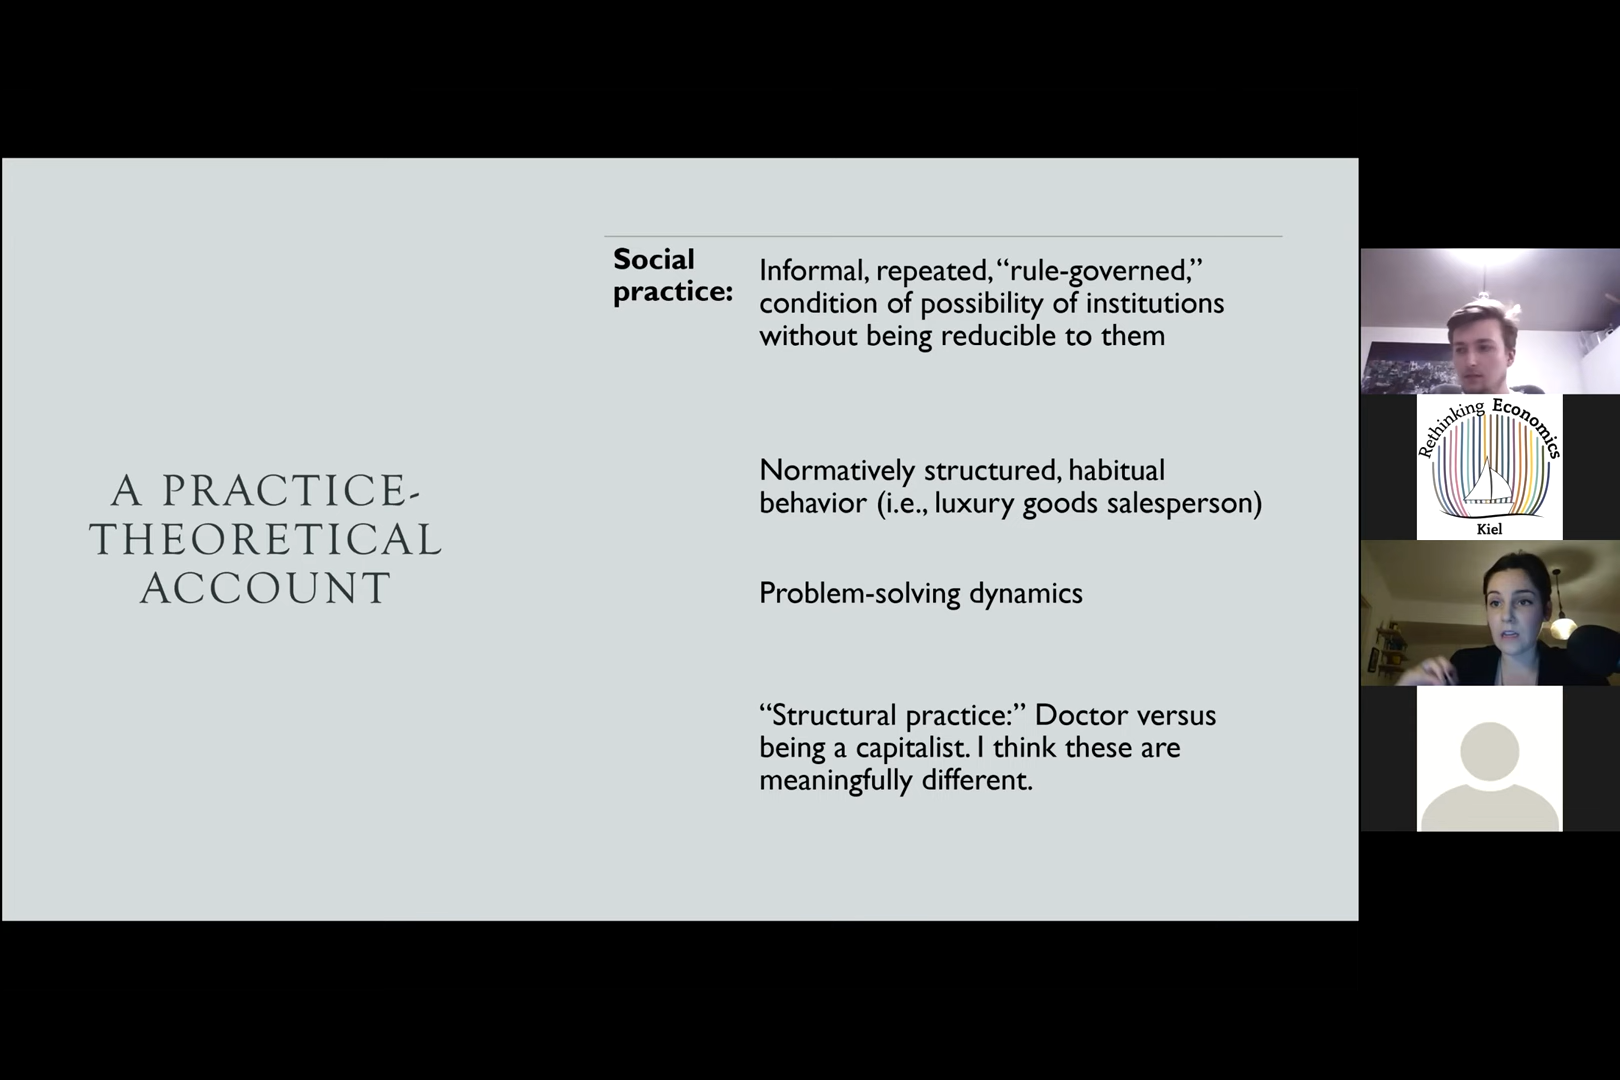 A PRACTICE-
THEORETICAL
ACCOUNT
Social
practice:
Informal, repeated, “rule-governed,”
condition of possibility of institutions
without being reducible to them
Normatively structured, habitual
behavior (i.e., luxury goods salesperson)
Problem-solving dynamics
“Structural practice:” Doctor versus
being a capitalist. I think these are
meaningfully different.
Rethinking Economics
Kiel